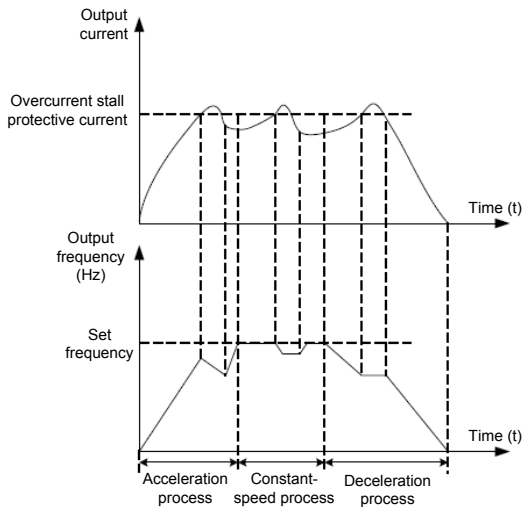 Output
current
Overcurrent stall
protective current
Time (t)
Output
frequency
(Hz)
Set
frequency
Time (t)
Acceleration
process
Constant-
speed process
Deceleration
process